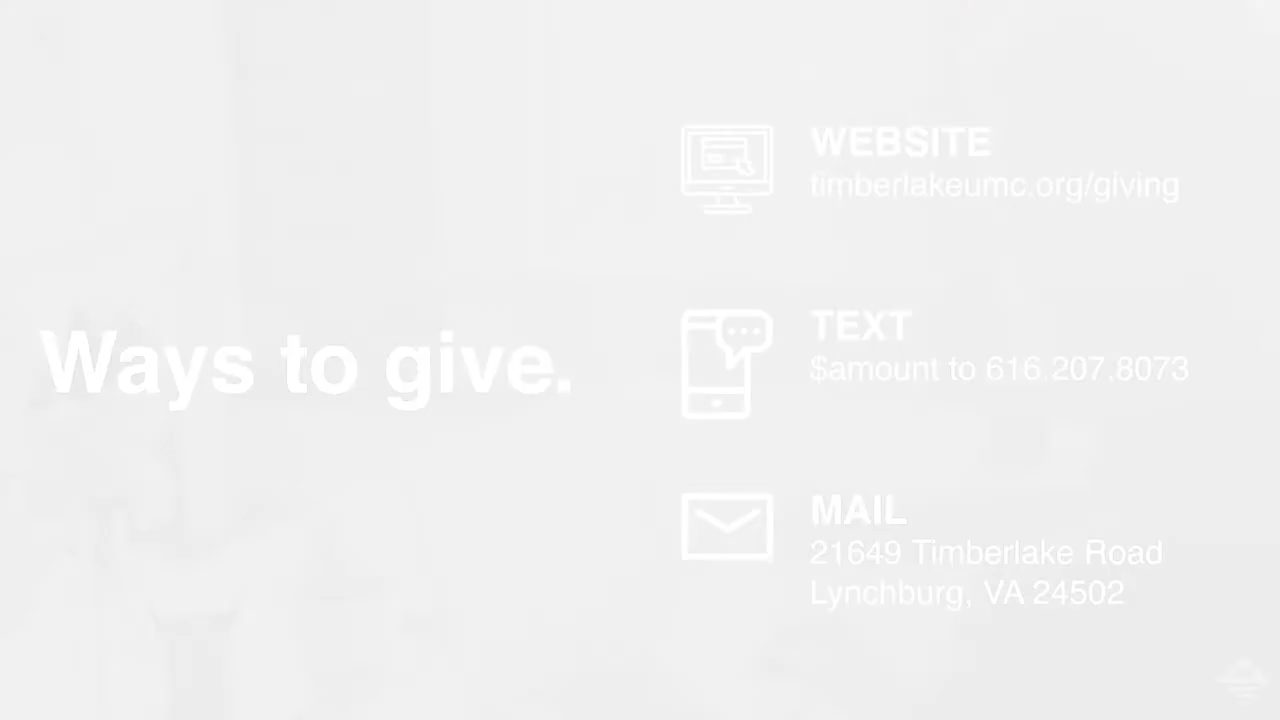 Ways to give.
WEBSITE
timberlakeumc.org/giving
TEXT
$amount to 616.207.8073
MAIL
21649 Timberlake Road
Lynchburg, VA 24502